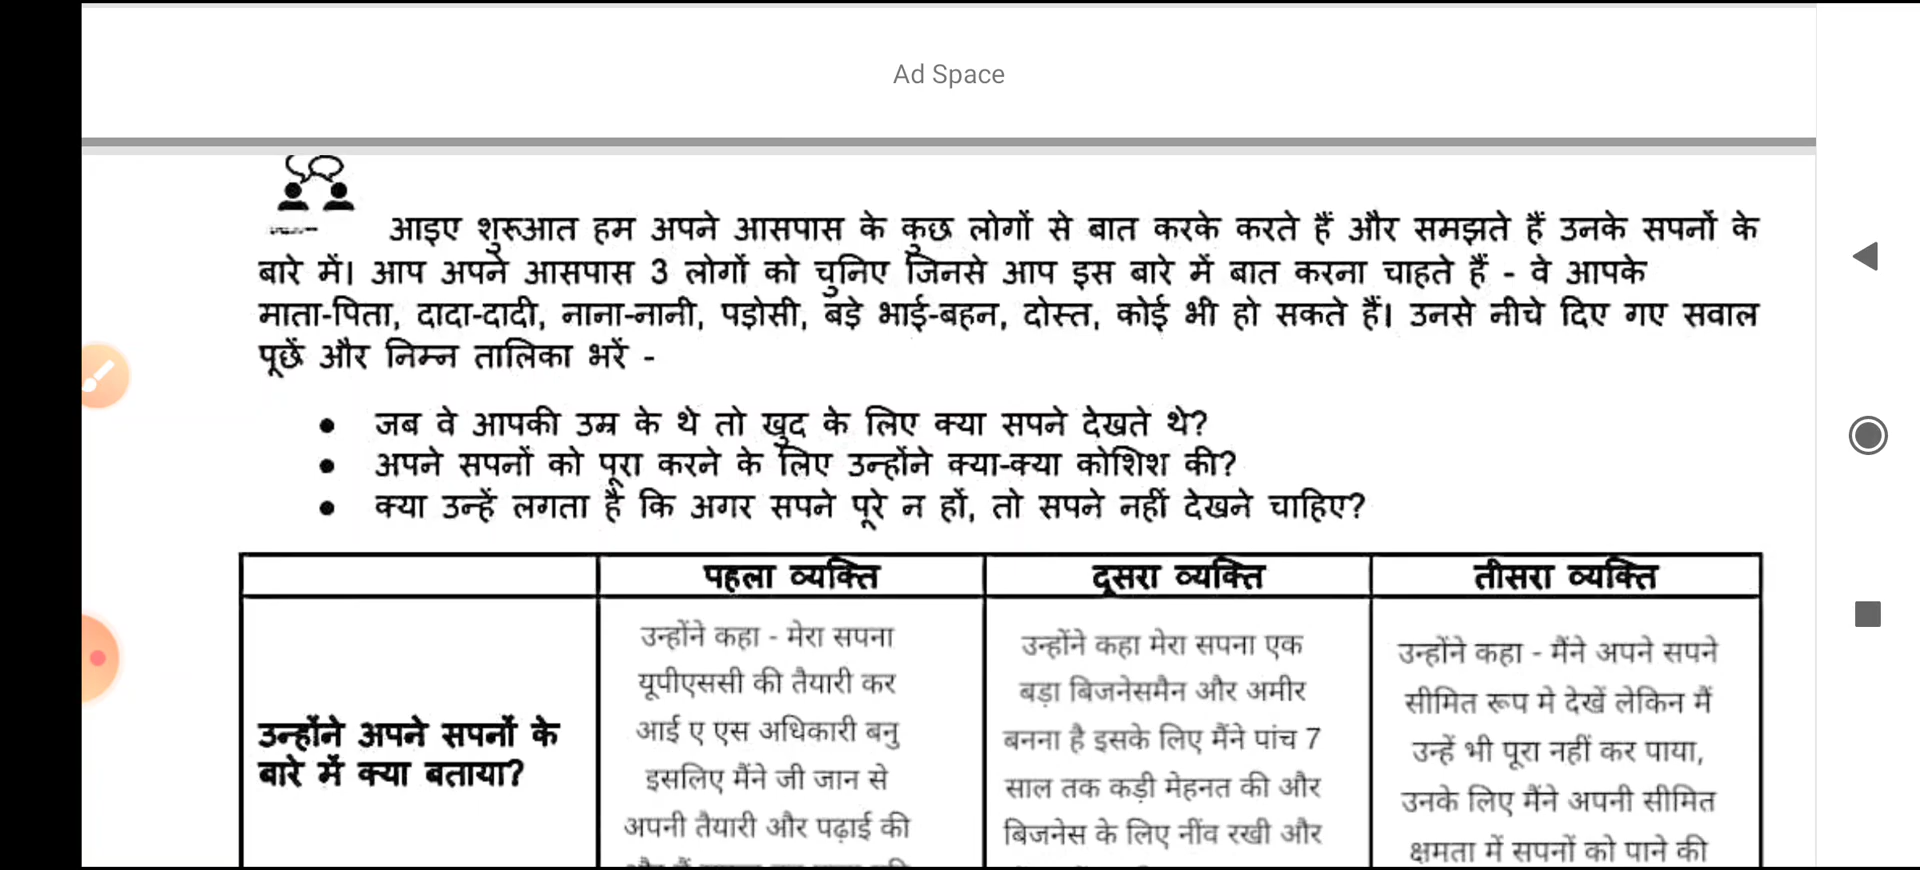 Ad Space
आइए शुरूआत हम अपने आसपास के कुछ लोगों से बात करके करते हैं और समझते हैं उनके सपनों के
बारे में। आप अपने आसपास 3 लोगों को चुनिए जिनसे आप इस बारे में बात करना चाहते हैं - वे आपके
माता-पिता, दादा-दादी, नाना-नानी, पड़ोसी, बड़े भाई-बहन, दोस्त, कोई भी हो सकते हैं। उनसे नीचे दिए गए सवाल
पूछें और निम्न तालिका भरें -
• जब वे आपकी उम्र के थे तो खुद के लिए क्या सपने देखते थे?
• अपने सपनों को पूरा करने के लिए उन्होंने क्या-क्या कोशिश की?
• क्या उन्हें लगता है कि अगर सपने पूरे न हों, तो सपने नहीं देखने चाहिए?
पहला व्यक्ति
दूसरा व्यक्ति
तीसरा व्यक्ति
उन्होंने अपने सपनों के
बारे में क्या बताया?
उन्होंने कहा - मेरा सपना
यूपीएससी की तैयारी कर
आई ए एस अधिकारी बनु
इसलिए मैंने जी जान से
अपनी तैयारी और पढ़ाई की
उन्होंने कहा मेरा सपना एक
बड़ा बिजनेसमैन और अमीर
बनना है इसके लिए मैंने पांच 7
साल तक कड़ी मेहनत की और
बिजनेस के लिए नींव रखी और
उन्होंने कहा - मैंने अपने सपने
सीमित रूप मे देखें लेकिन मैं
उन्हें भी पूरा नहीं कर पाया,
उनके लिए मैंने अपनी सीमित
क्षमता में सपनों को पाने की